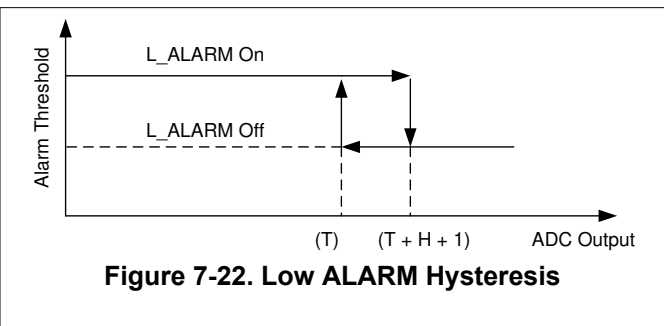 Alarm Threshold
L_ALARM On
L_ALARM Off
(T)
(T + H + 1)
ADC Output
Figure 7-22. Low ALARM Hysteresis